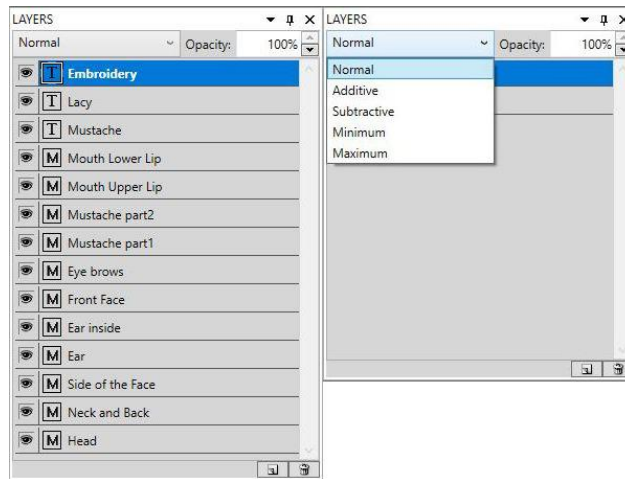 LAYERS
Normal Opacity: 100%
T Embroidery
T Lacy
T Mustache
M Mouth Lower Lip
M Mouth Upper Lip
M Mustache part2
M Mustache part1
M Eye brows
M Front Face
M Ear inside
M Ear
M Side of the Face
M Neck and Back
M Head
LAYERS
Normal Opacity: 100%
Normal
Additive
Subtractive
Minimum
Maximum